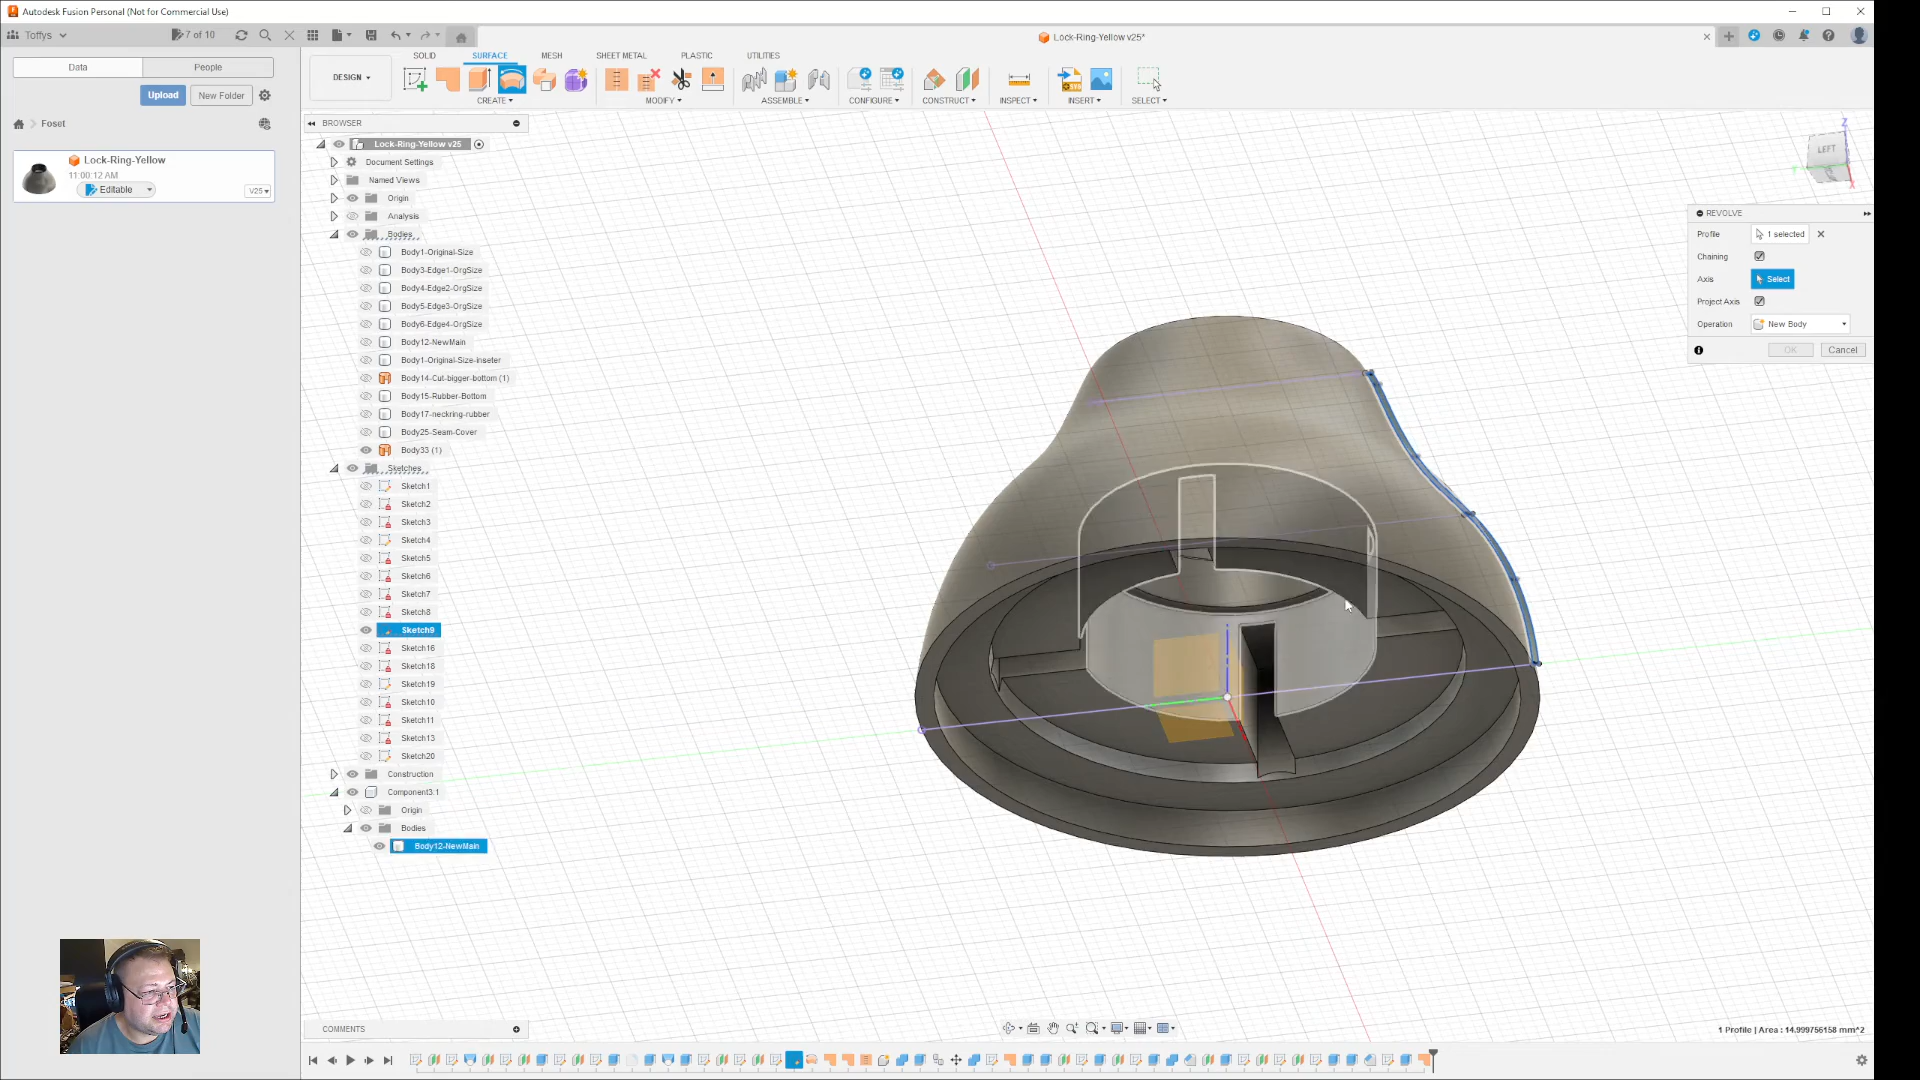 Autodesk Fusion Personal (Not for Commercial Use)
Toffys
7 of 10
Lock-Ring-Yellow v25*
Data
People
Upload
New Folder
Foset
Lock-Ring-Yellow
11:00:12 AM
Editable
V25
DESIGN
SOLID
SURFACE
MESH
SHEET METAL
PLASTIC
UTILITIES
CREATE
MODIFY
ASSEMBLE
CONFIGURE
CONSTRUCT
INSPECT
INSERT
SELECT
BROWSER
Lock-Ring-Yellow v25
Document Settings
Named Views
Origin
Analysis
Bodies
Body1-Original-Size
Body3-Edge1-OrgSize
Body4-Edge2-OrgSize
Body5-Edge3-OrgSize
Body6-Edge4-OrgSize
Body12-NewMain
Body1-Original-Size-inseter
Body14-Cut-bigger-bottom (1)
Body15-Rubber-Bottom
Body17-neckring-rubber
Body25-Seam-Cover
Body33 (1)
Sketches
Sketch1
Sketch2
Sketch3
Sketch4
Sketch5
Sketch6
Sketch7
Sketch8
Sketch9
Sketch16
Sketch18
Sketch19
Sketch10
Sketch11
Sketch13
Sketch20
Construction
Component3:1
Origin
Bodies
Body12-NewMain
Z
LEFT
Y
X
REVOLVE
Profile
1 selected
Chaining
Axis
Select
Project Axis
Operation
New Body
OK
Cancel
COMMENTS
1 Profile | Area : 14.999756158 mm^2